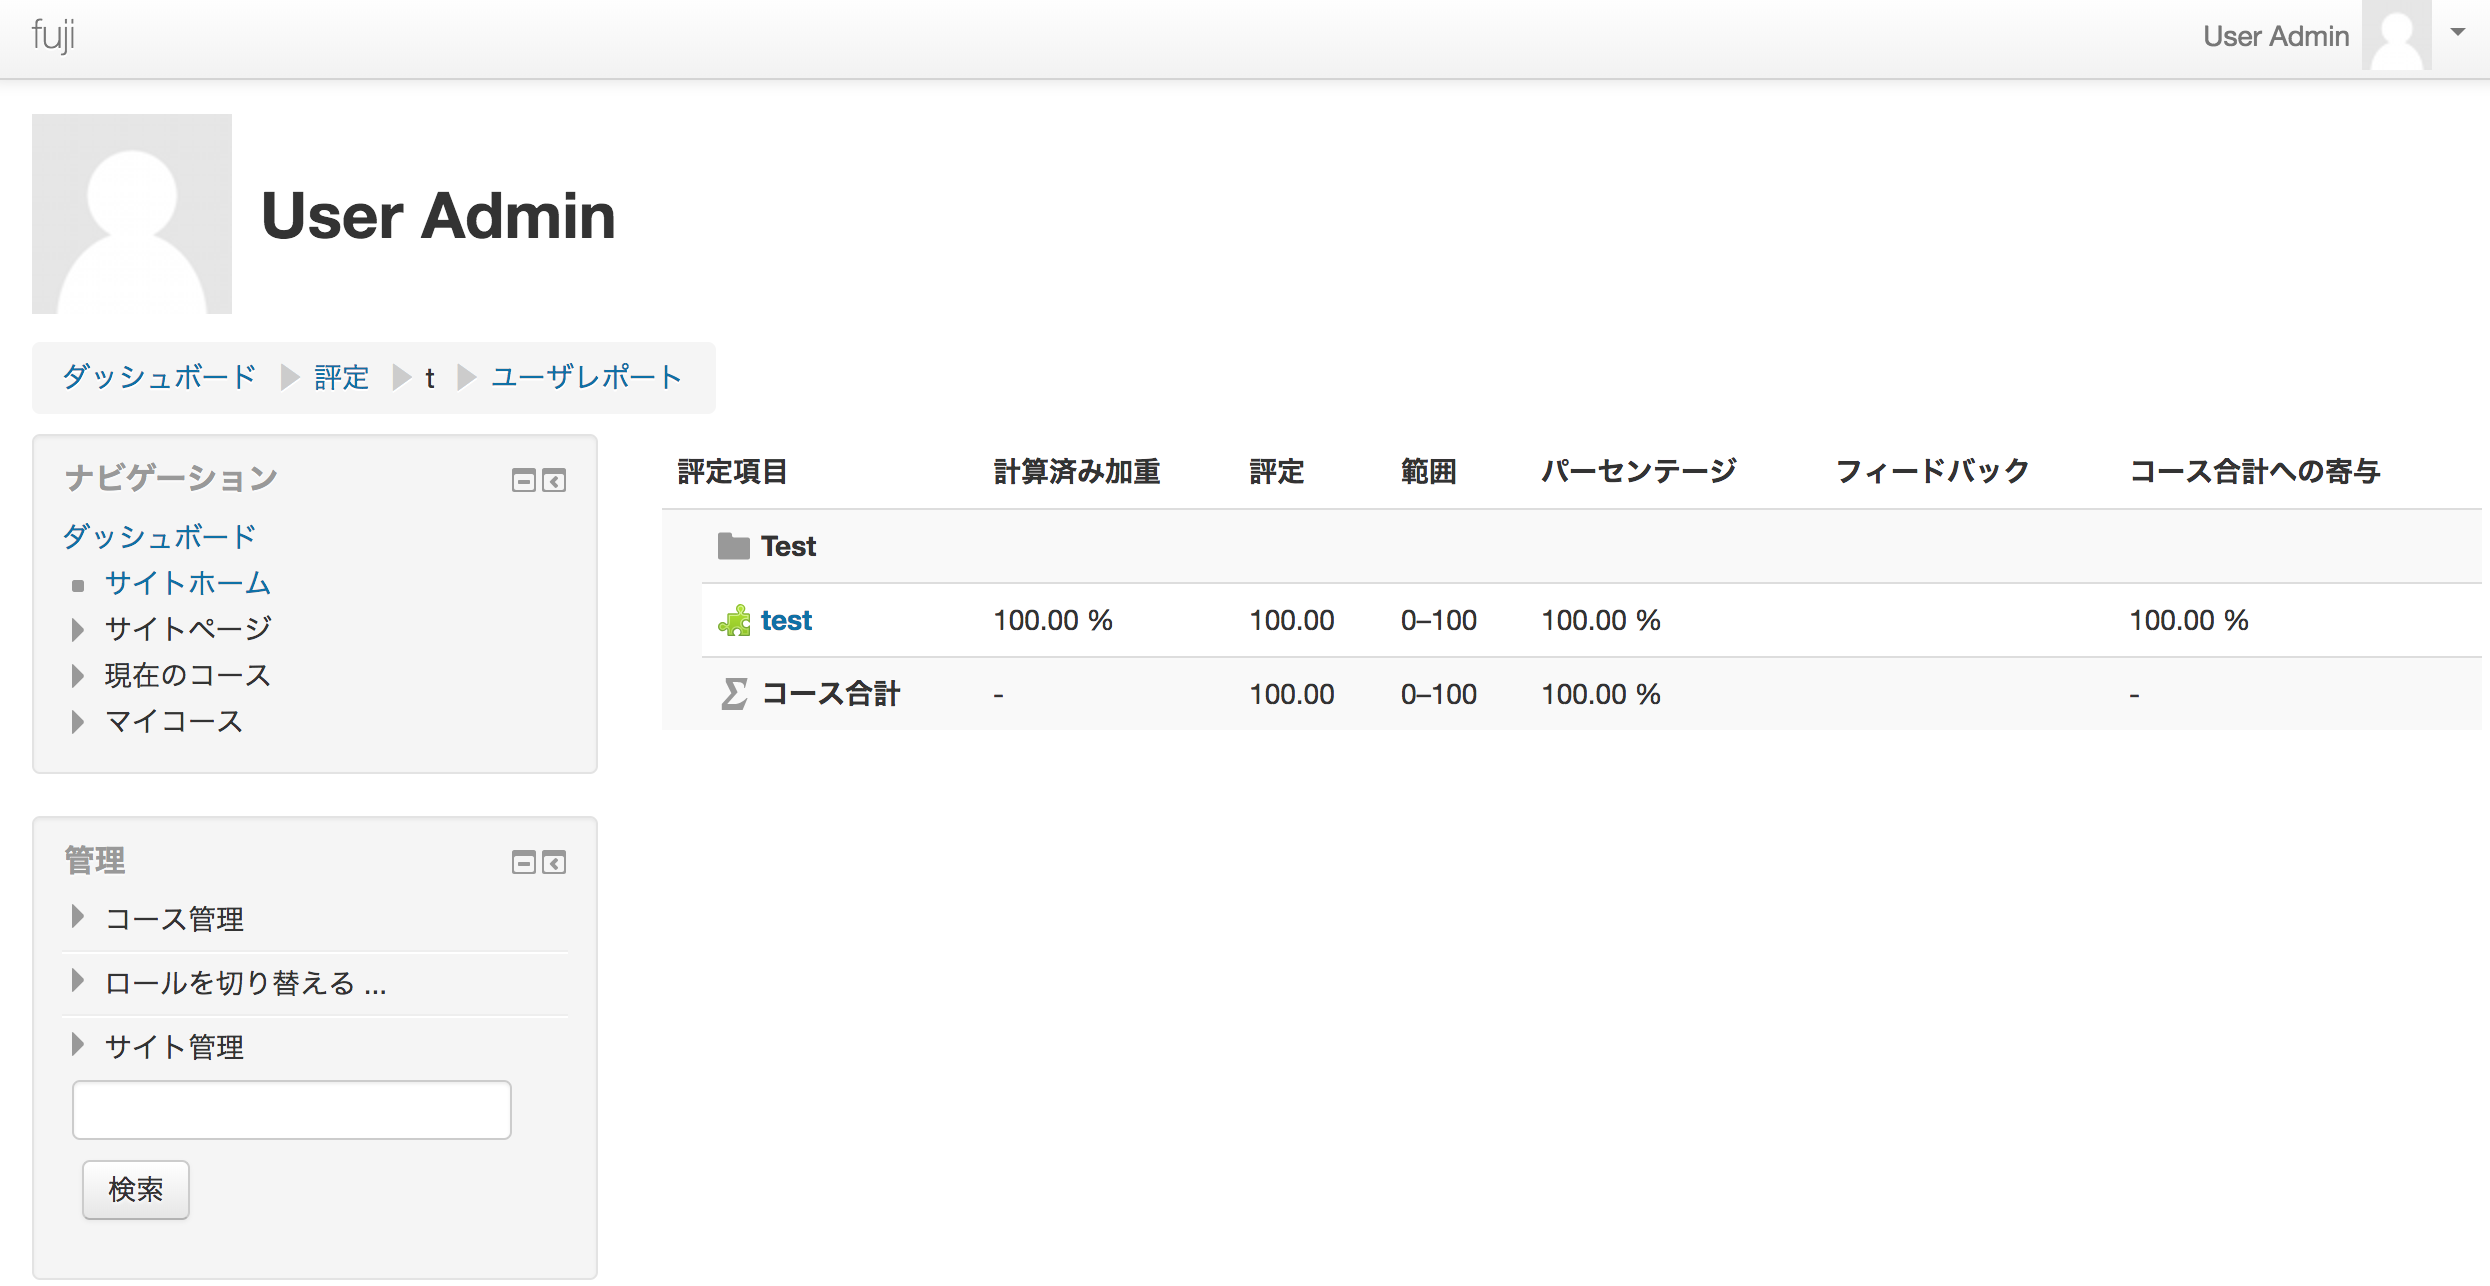 fuji
User Admin
User Admin
ダッシュボード 評定 t ユーザレポート
ナビゲーション
ダッシュボード
サイトホーム
サイトページ
現在のコース
マイコース
管理
コース管理
ロールを切り替える ...
サイト管理
検索
評定項目 計算済み加重 評定 範囲 パーセンテージ フィードバック コース合計への寄与
Test
test 100.00 % 100.00 0–100 100.00 % 100.00 %
コース合計 - 100.00 0–100 100.00 % -